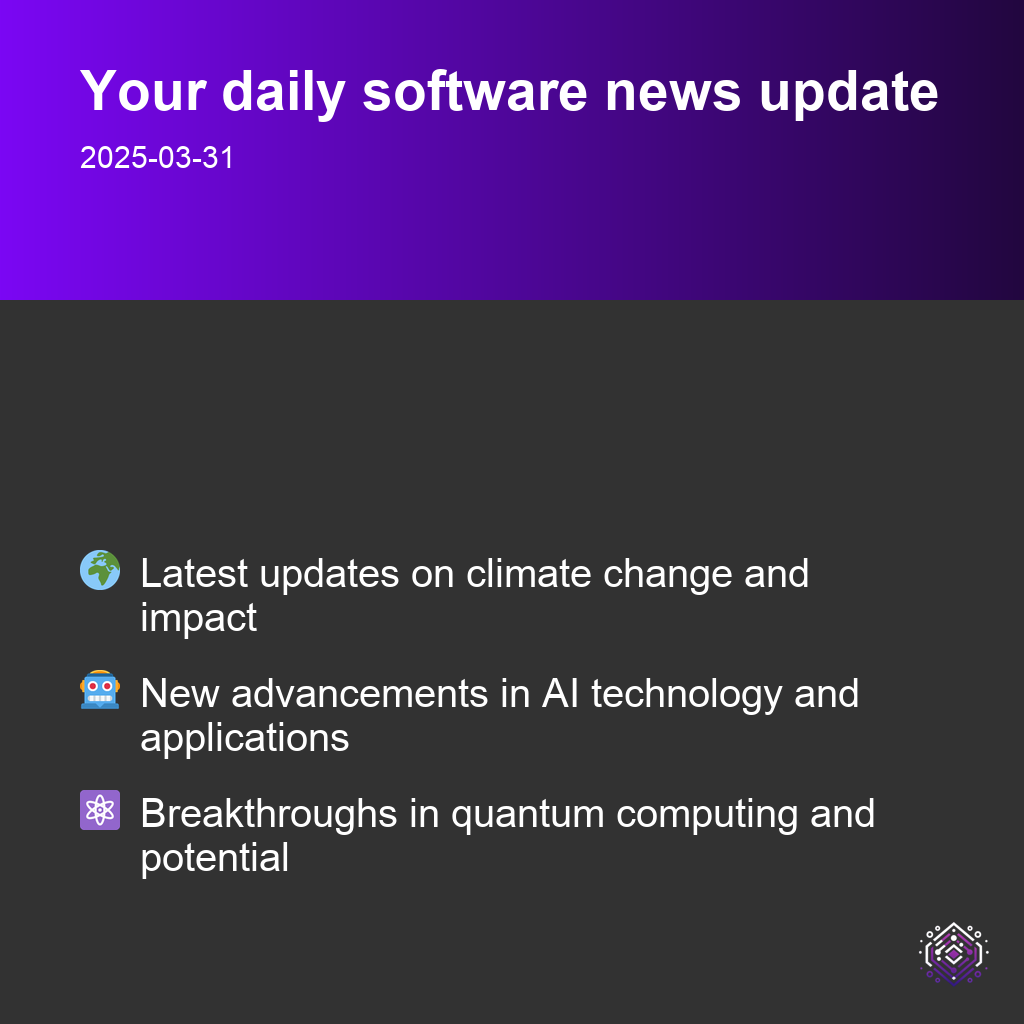 Your daily software news update
2025-03-31
Latest updates on climate change and
impact
New advancements in AI technology and
applications
Breakthroughs in quantum computing and
potential